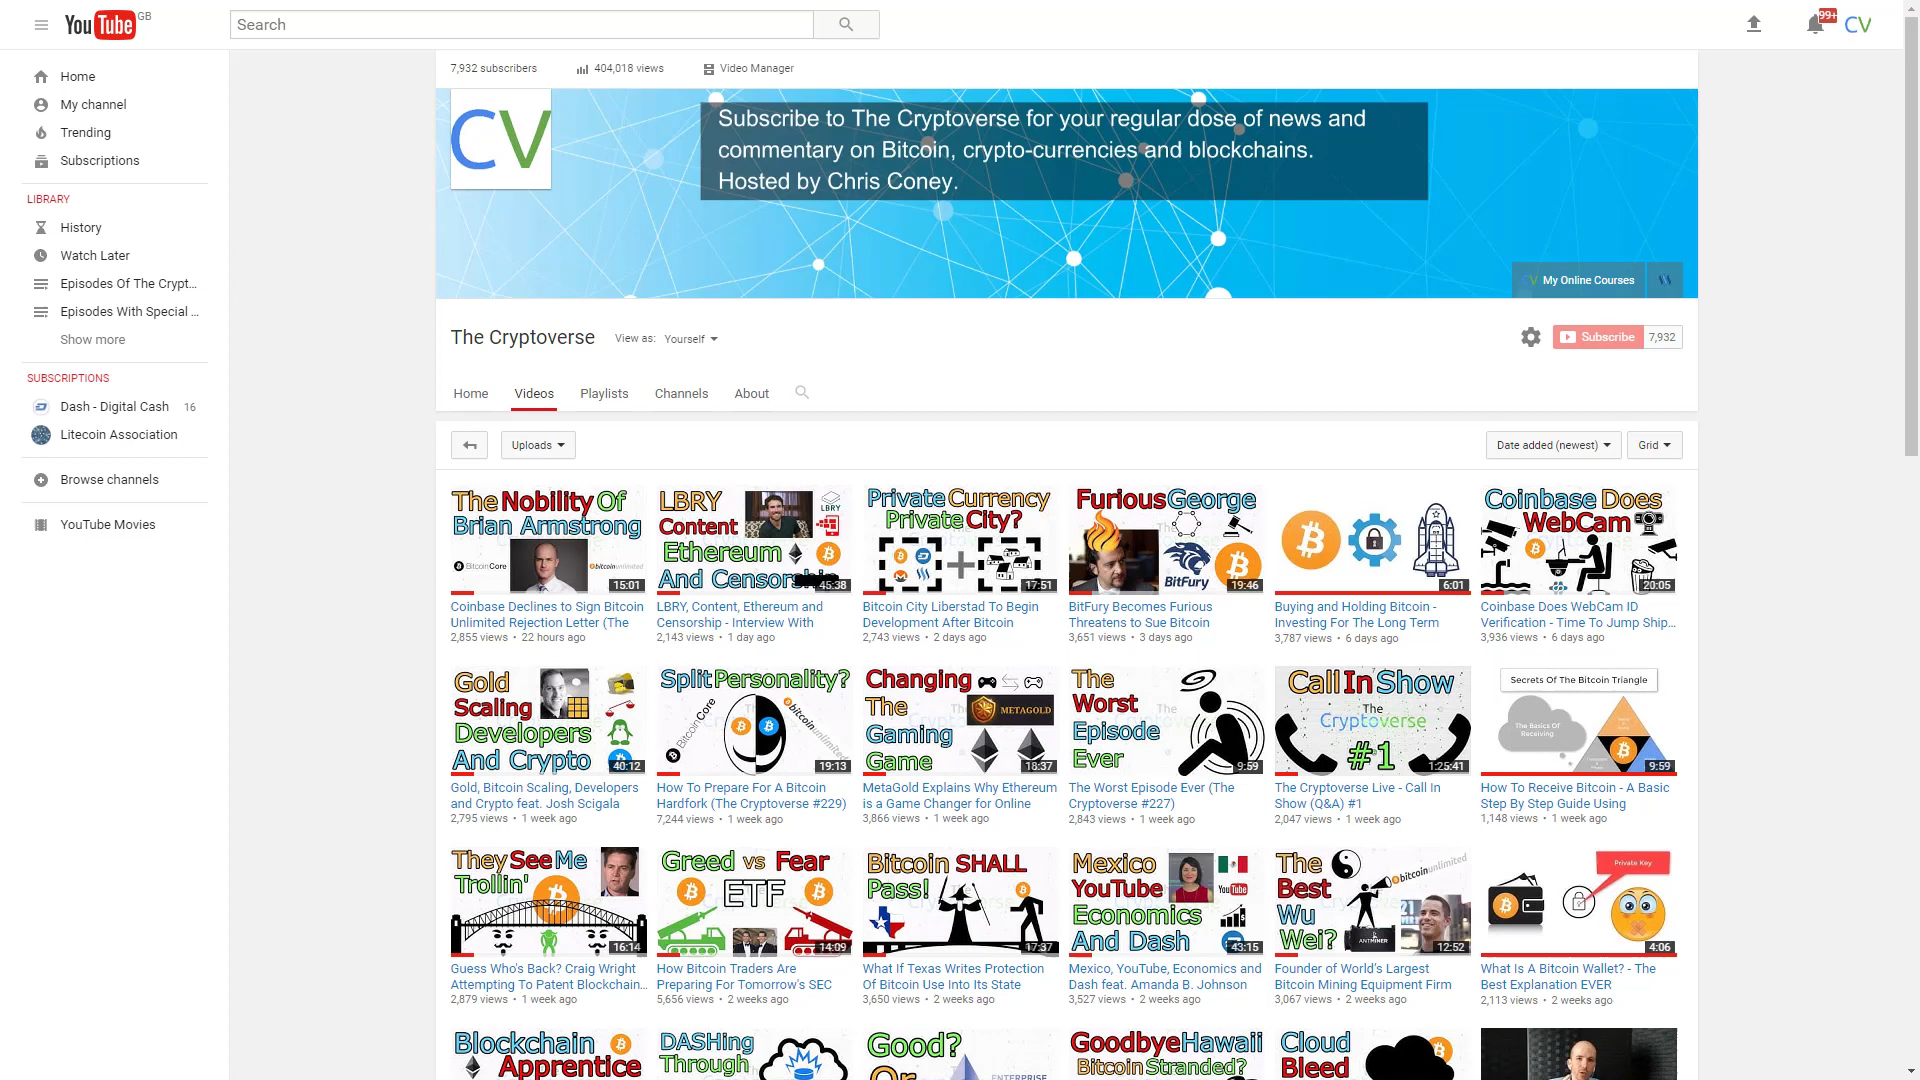 YouTube GB
Search
99+
CV
Home
My channel
Trending
Subscriptions
LIBRARY
History
Watch Later
Episodes Of The Crypt...
Episodes With Special ...
Show more
SUBSCRIPTIONS
Dash - Digital Cash 16
Litecoin Association
Browse channels
YouTube Movies
7,932 subscribers 404,018 views Video Manager
CV
Subscribe to The Cryptoverse for your regular dose of news and
commentary on Bitcoin, crypto-currencies and blockchains.
Hosted by Chris Coney.
My Online Courses
The Cryptoverse View as: Yourself
Subscribe 7,932
Home Videos Playlists Channels About
Uploads Date added (newest) Grid
The Nobility Of
Brian Armstrong
BitcoinCore bitcoinunlimited
15:01
Coinbase Declines to Sign Bitcoin
Unlimited Rejection Letter (The
2,855 views • 22 hours ago
LBRY
Content
LBRY
Ethereum
And Censorship
45:38
LBRY, Content, Ethereum and
Censorship - Interview With
2,143 views • 1 day ago
Private Currency
Private City?
17:51
Bitcoin City Liberstad To Begin
Development After Bitcoin
2,743 views • 2 days ago
Furious George
BitFury
19:46
BitFury Becomes Furious
Threatens to Sue Bitcoin
3,651 views • 3 days ago
6:01
Buying and Holding Bitcoin -
Investing For The Long Term
3,787 views • 6 days ago
Coinbase Does
WebCam
20:05
Coinbase Does WebCam ID
Verification - Time To Jump Ship...
3,936 views • 6 days ago
Gold
Scaling
Developers
And Crypto
40:12
Gold, Bitcoin Scaling, Developers
and Crypto feat. Josh Scigala
2,795 views • 1 week ago
Split Personality?
BitcoinCore
bitcoinunlimited
19:13
How To Prepare For A Bitcoin
Hardfork (The Cryptoverse #229)
7,244 views • 1 week ago
Changing
The
METAGOLD
Gaming
Game
18:37
MetaGold Explains Why Ethereum
is a Game Changer for Online
3,866 views • 1 week ago
The
Worst
Episode
Ever
9:59
The Worst Episode Ever (The
Cryptoverse #227)
2,843 views • 1 week ago
Call In Show
The
Cryptoverse
#1
1:25:41
The Cryptoverse Live - Call In
Show (Q&A) #1
2,047 views • 1 week ago
Secrets Of The Bitcoin Triangle
The Basics Of
Receiving
9:59
How To Receive Bitcoin - A Basic
Step By Step Guide Using
1,148 views • 1 week ago
They See Me
Trollin'
16:14
Guess Who's Back? Craig Wright
Attempting To Patent Blockchain...
2,879 views • 1 week ago
Greed vs Fear
ETF
14:09
How Bitcoin Traders Are
Preparing For Tomorrow's SEC
5,656 views • 2 weeks ago
Bitcoin SHALL
Pass!
17:37
What If Texas Writes Protection
Of Bitcoin Use Into Its State
3,650 views • 2 weeks ago
Mexico
YouTube
YouTube
Economics
And Dash
43:15
Mexico, YouTube, Economics and
Dash feat. Amanda B. Johnson
3,527 views • 2 weeks ago
The
Best
bitcoinunlimited
Wu
Wei?
ANTMINER
12:52
Founder of World's Largest
Bitcoin Mining Equipment Firm
3,067 views • 2 weeks ago
Private Key
4:06
What Is A Bitcoin Wallet? - The
Best Explanation EVER
2,113 views • 2 weeks ago
Blockchain
Apprentice
DASHing
Through
Good?
Or
ENTERPRISE
Goodbye Hawaii
Bitcoin Stranded?
Cloud
Bleed